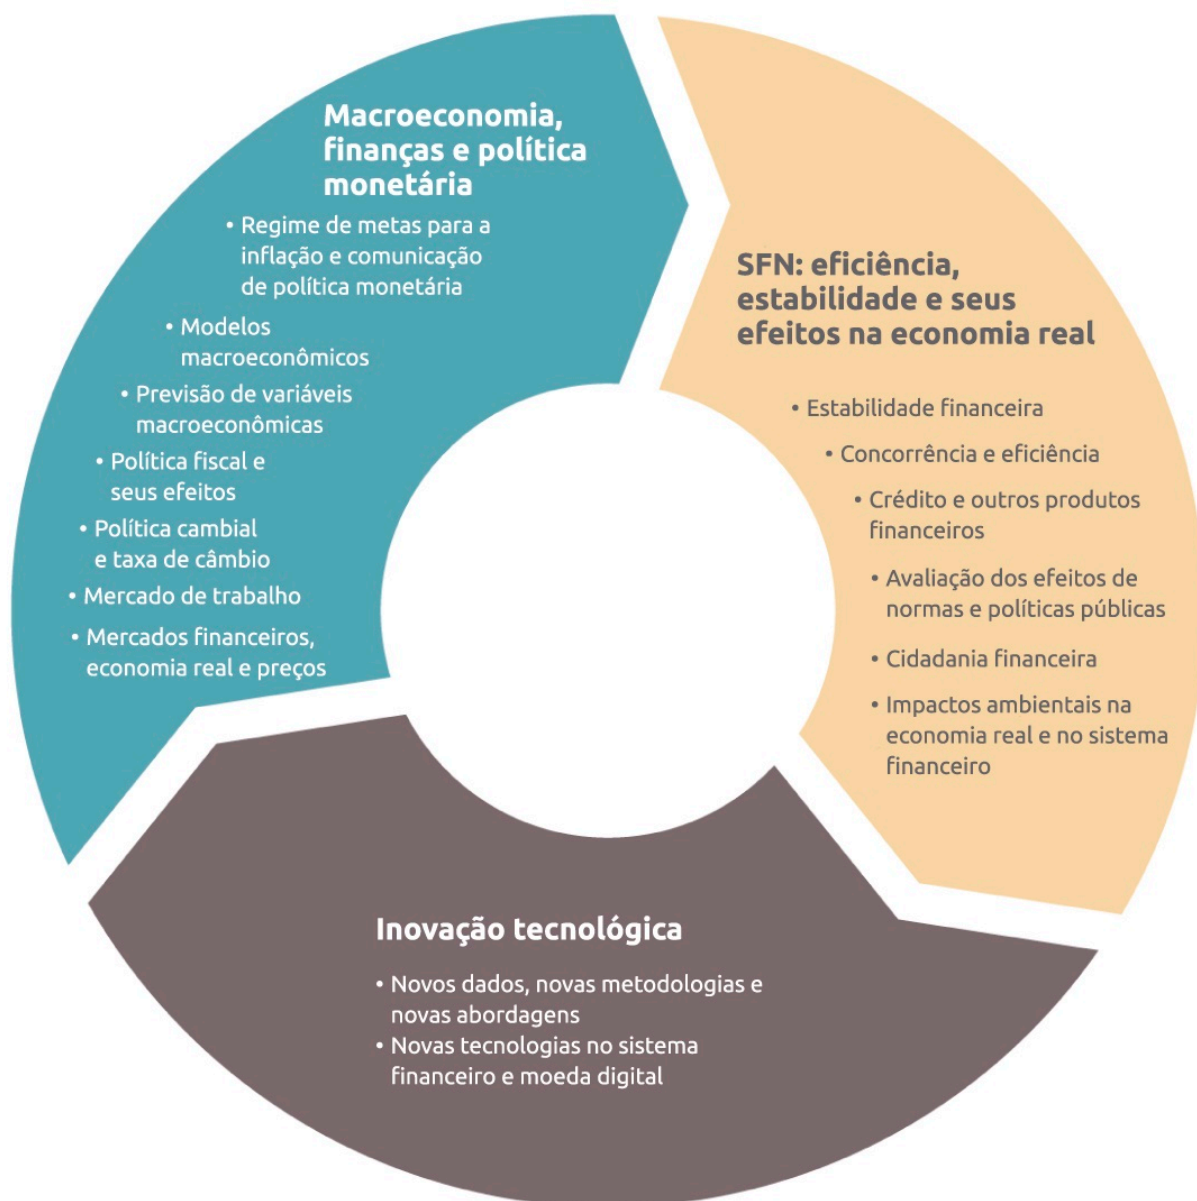 Macroeconomia,
finanças e política
monetária
• Regime de metas para a
inflação e comunicação
de política monetária
• Modelos
macroeconômicos
• Previsão de variáveis
macroeconômicas
• Política fiscal e
seus efeitos
• Política cambial
e taxa de câmbio
• Mercado de trabalho
• Mercados financeiros,
economia real e preços
SFN: eficiência,
estabilidade e seus
efeitos na economia real
• Estabilidade financeira
• Concorrência e eficiência
• Crédito e outros produtos
financeiros
• Avaliação dos efeitos de
normas e políticas públicas
• Cidadania financeira
• Impactos ambientais na
economia real e no sistema
financeiro
Inovação tecnológica
• Novos dados, novas metodologias e
novas abordagens
• Novas tecnologias no sistema
financeiro e moeda digital